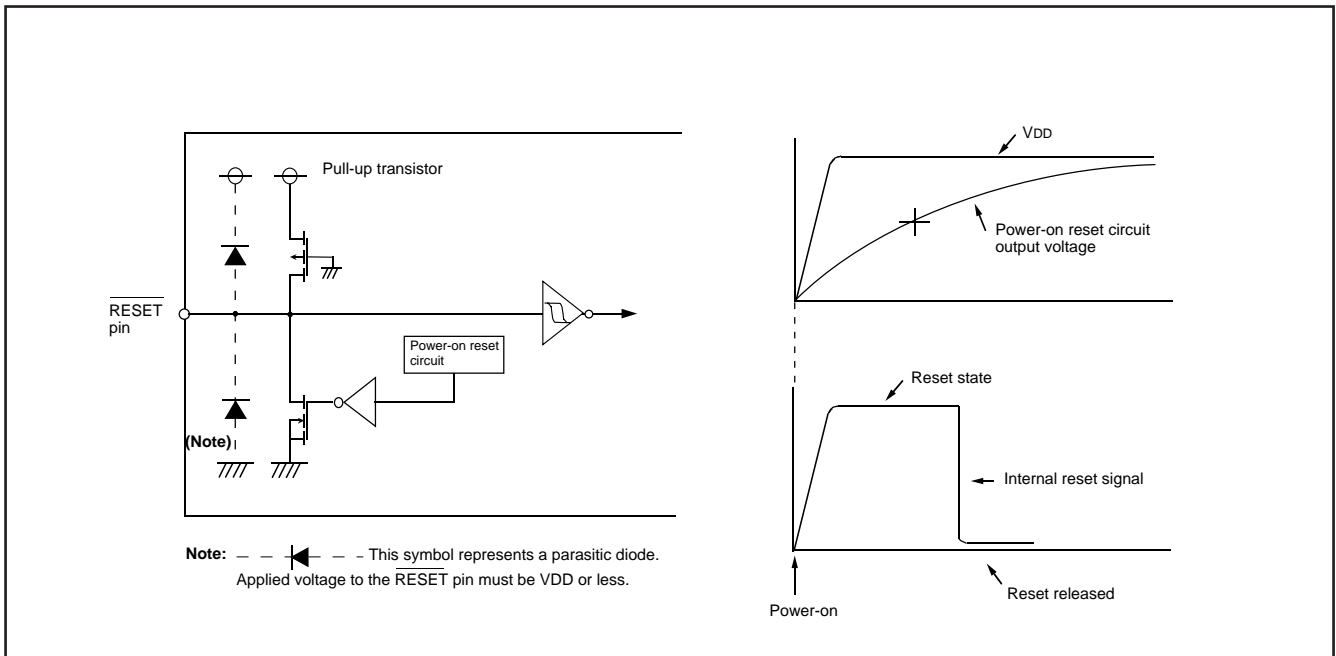 Pull-up transistor
RESET
pin
Power-on reset
circuit
(Note)
Note: This symbol represents a parasitic diode.
Applied voltage to the RESET pin must be VDD or less.
VDD
Power-on reset circuit
output voltage
Reset state
Internal reset signal
Reset released
Power-on